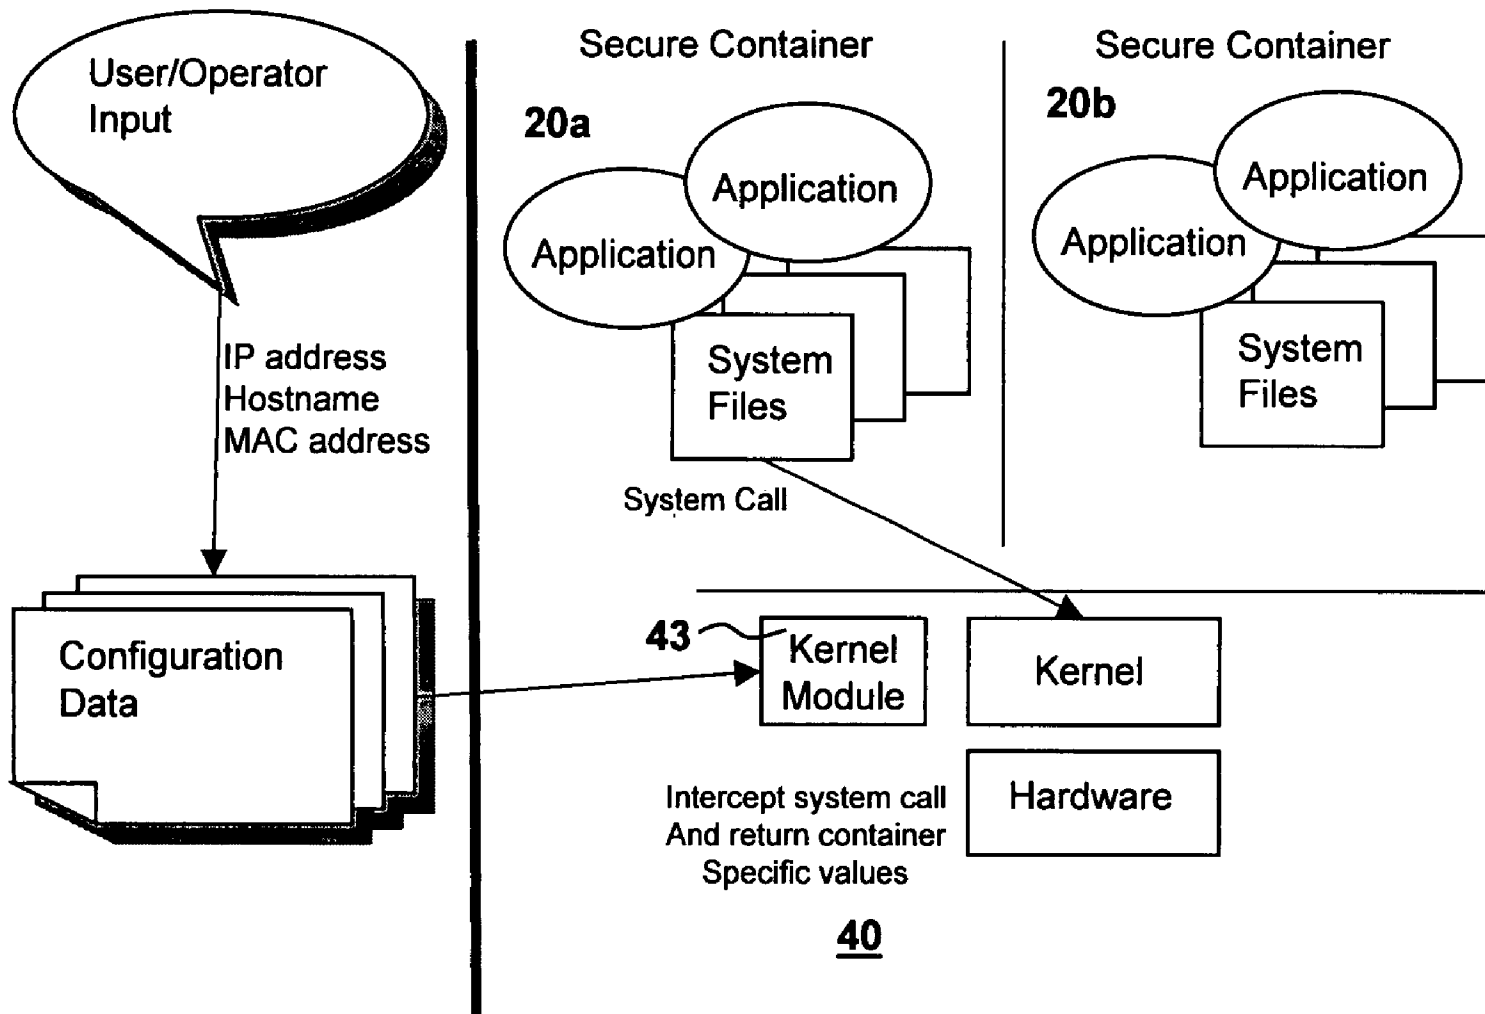 User/Operator
Input
IP address
Hostname
MAC address
Configuration
Data
Secure Container
20a
Application
Application
System
Files
System Call
Secure Container
20b
Application
Application
System
Files
43
Kernel
Module
Kernel
Hardware
Intercept system call
And return container
Specific values
40